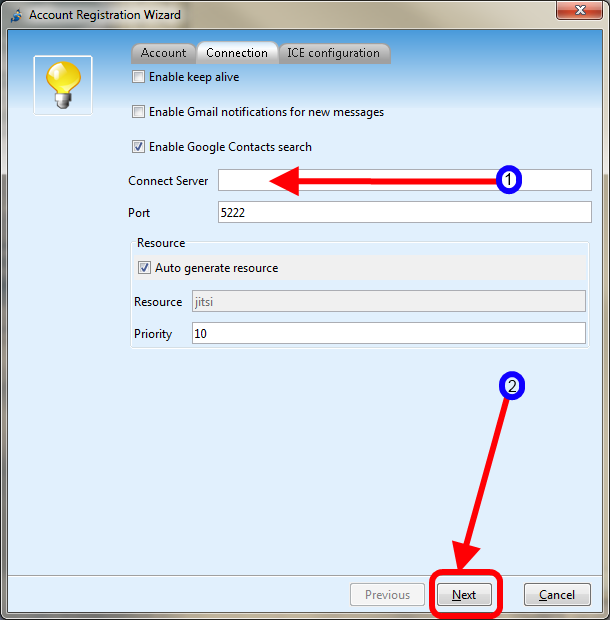 Account Registration Wizard
Account Connection ICE configuration
Enable keep alive
Enable Gmail notifications for new messages
Enable Google Contacts search
Connect Server 1
Port 5222
Resource
Auto generate resource
Resource jitsi
Priority 10
2
Previous Next Cancel